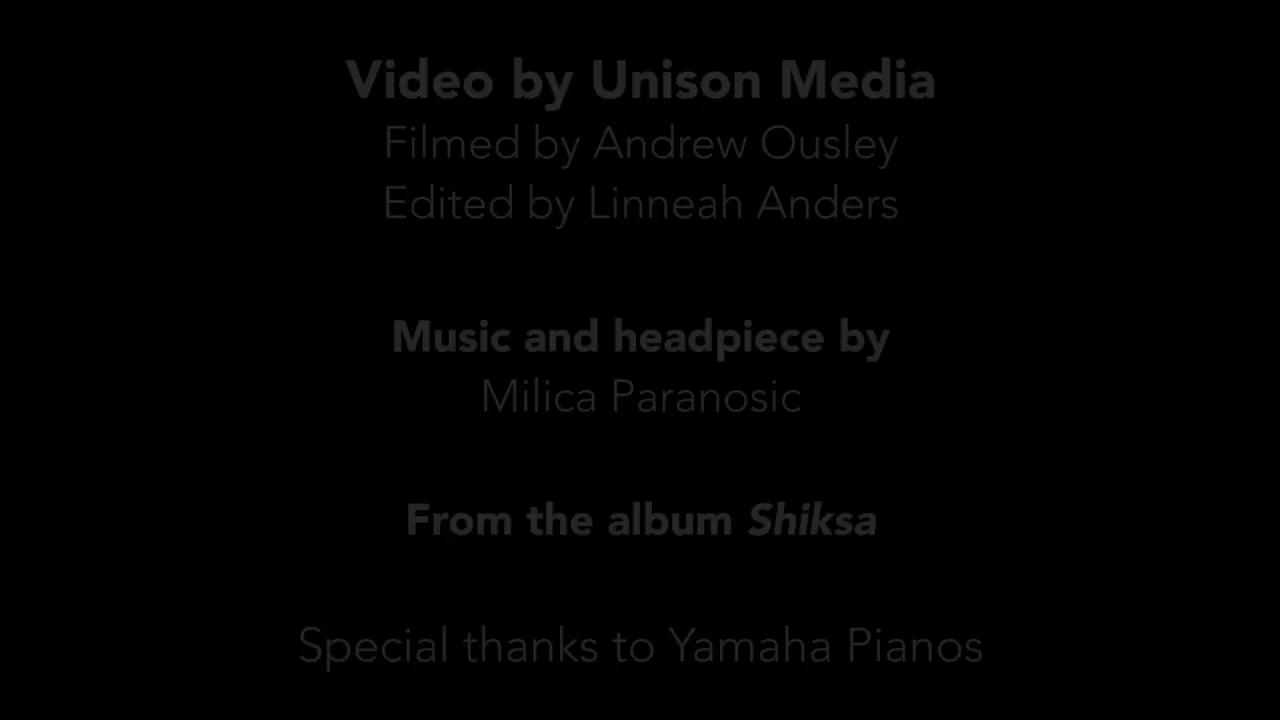 Video by Unison Media
Filmed by Andrew Ousley
Edited by Linneah Anders
Music and headpiece by
Milica Paranosic
From the album Shiksa
Special thanks to Yamaha Pianos